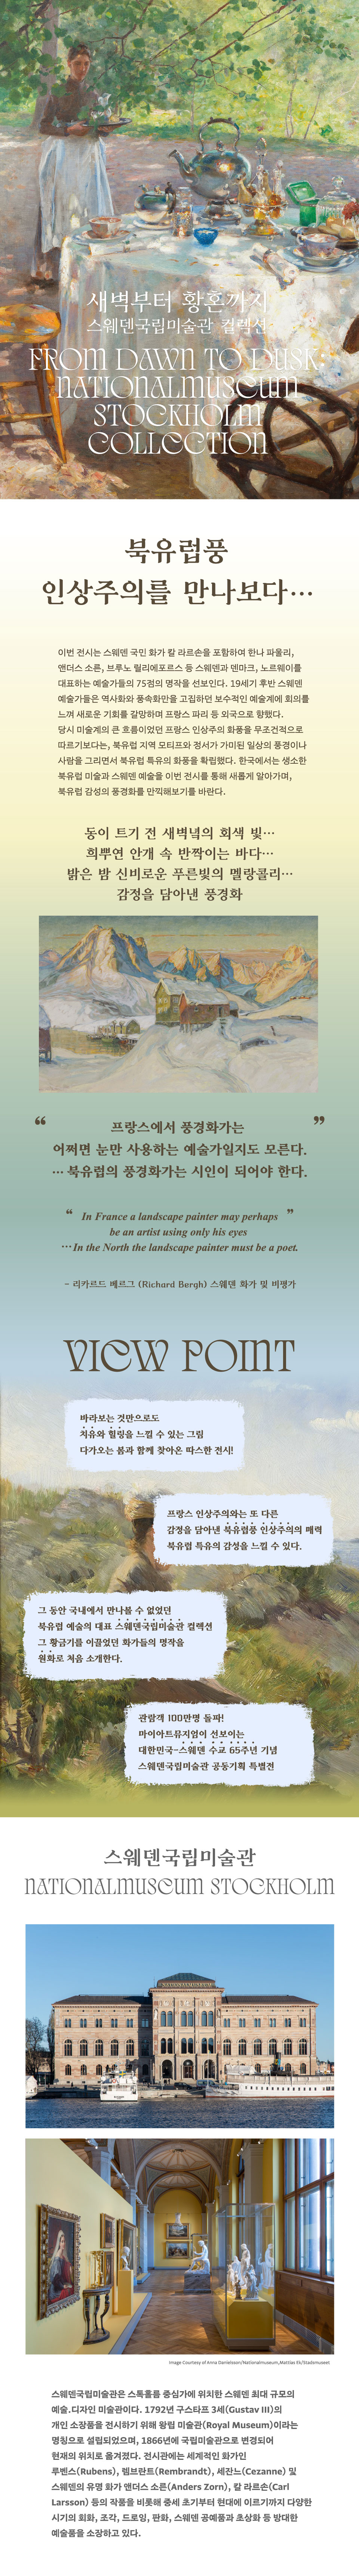 새벽부터 황혼까지
스웨덴국립미술관 컬렉션
FROM DAWN TO DUSK:
NATIONALMUSEUM
STOCKHOLM
COLLECTION
북유럽풍
인상주의를 만나보다…
이번 전시는 스웨덴 국민 화가 칼 라르손을 포함하여 한나 파울리,
앤더스 소른, 브루노 릴리에포르스 등 스웨덴과 덴마크, 노르웨이를
대표하는 예술가들의 75점의 명작을 선보인다. 19세기 후반 스웨덴
예술가들은 역사화와 풍속화만을 고집하던 보수적인 예술계에 회의를
느껴 새로운 기회를 갈망하며 프랑스 파리 등 외국으로 향했다.
당시 미술계의 큰 흐름이었던 프랑스 인상주의 화풍을 무조건적으로
따르기보다는, 북유럽 지역 모티프와 정서가 가미된 일상의 풍경이나
사람을 그리면서 북유럽 특유의 화풍을 확립했다. 한국에서는 생소한
북유럽 미술과 스웨덴 예술을 이번 전시를 통해 새롭게 알아가며,
북유럽 감성의 풍경화를 만끽해보기를 바란다.
동이 트기 전 새벽녘의 회색 빛…
희뿌연 안개 속 반짝이는 바다…
밝은 밤 신비로운 푸른빛의 멜랑콜리…
감정을 담아낸 풍경화
“ 프랑스에서 풍경화가는 ”
어쩌면 눈만 사용하는 예술가일지도 모른다.
… 북유럽의 풍경화가는 시인이 되어야 한다.
“ In France a landscape painter may perhaps ”
be an artist using only his eyes
…In the North the landscape painter must be a poet.
- 리카르드 베르그 (Richard Bergh) 스웨덴 화가 및 비평가
VIEW POINT
바라보는 것만으로도
치유와 힐링을 느낄 수 있는 그림
다가오는 봄과 함께 찾아온 따스한 전시!
프랑스 인상주의와는 또 다른
감정을 담아낸 북유럽풍 인상주의의 매력
북유럽 특유의 감성을 느낄 수 있다.
그 동안 국내에서 만나볼 수 없었던
북유럽 예술의 대표 스웨덴국립미술관 컬렉션
그 황금기를 이끌었던 화가들의 명작을
원화로 처음 소개한다.
관람객 100만명 돌파!
마이아트뮤지엄이 선보이는
대한민국-스웨덴 수교 65주년 기념
스웨덴국립미술관 공동기획 특별전
스웨덴국립미술관
NATIONALMUSEUM STOCKHOLM
Image Courtesy of Anna Danielsson/Nationalmuseum,Mattias Ek/Stadsmuseet
스웨덴국립미술관은 스톡홀름 중심가에 위치한 스웨덴 최대 규모의
예술.디자인 미술관이다. 1792년 구스타프 3세(Gustav III)의
개인 소장품을 전시하기 위해 왕립 미술관(Royal Museum)이라는
명칭으로 설립되었으며, 1866년에 국립미술관으로 변경되어
현재의 위치로 옮겨졌다. 전시관에는 세계적인 화가인
루벤스(Rubens), 렘브란트(Rembrandt), 세잔느(Cezanne) 및
스웨덴의 유명 화가 앤더스 소른(Anders Zorn), 칼 라르손(Carl
Larsson) 등의 작품을 비롯해 중세 초기부터 현대에 이르기까지 다양한
시기의 회화, 조각, 드로잉, 판화, 스웨덴 공예품과 초상화 등 방대한
예술품을 소장하고 있다.